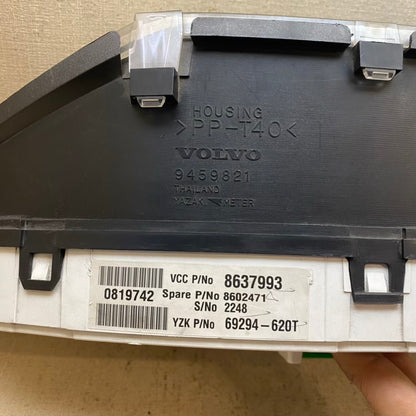 HOUSING
>PP-T40<
VOLVO
9459821
THAILAND
YAZAKI METER
VCC P/No 8637993
0819742 Spare P/No 8602471
S/No 2248
YZK P/No 69294-620T